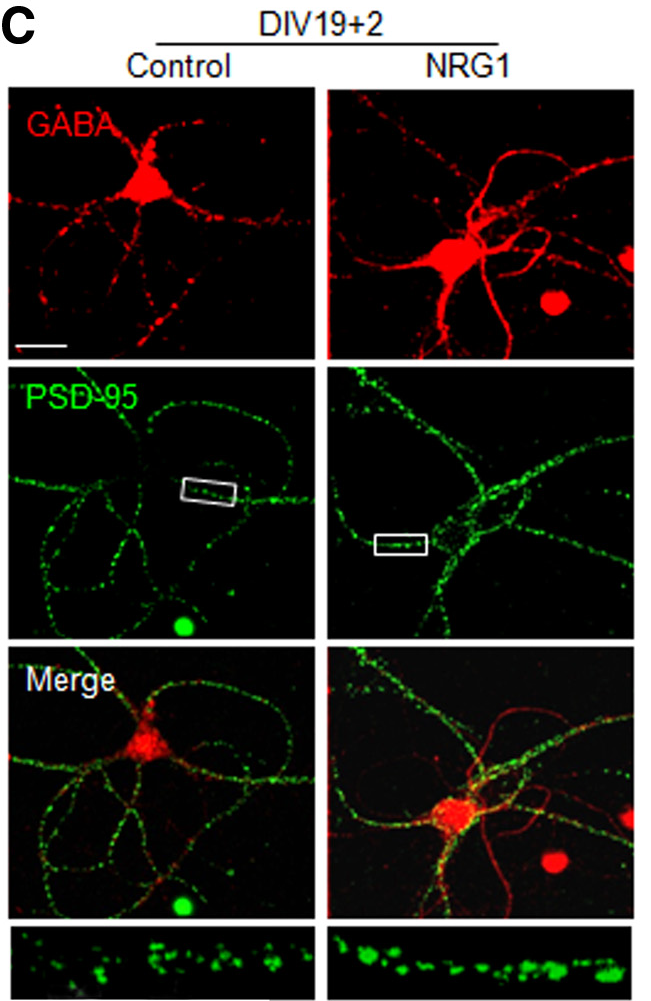 C
DIV19+2
Control NRG1
GABA
PSD-95
Merge